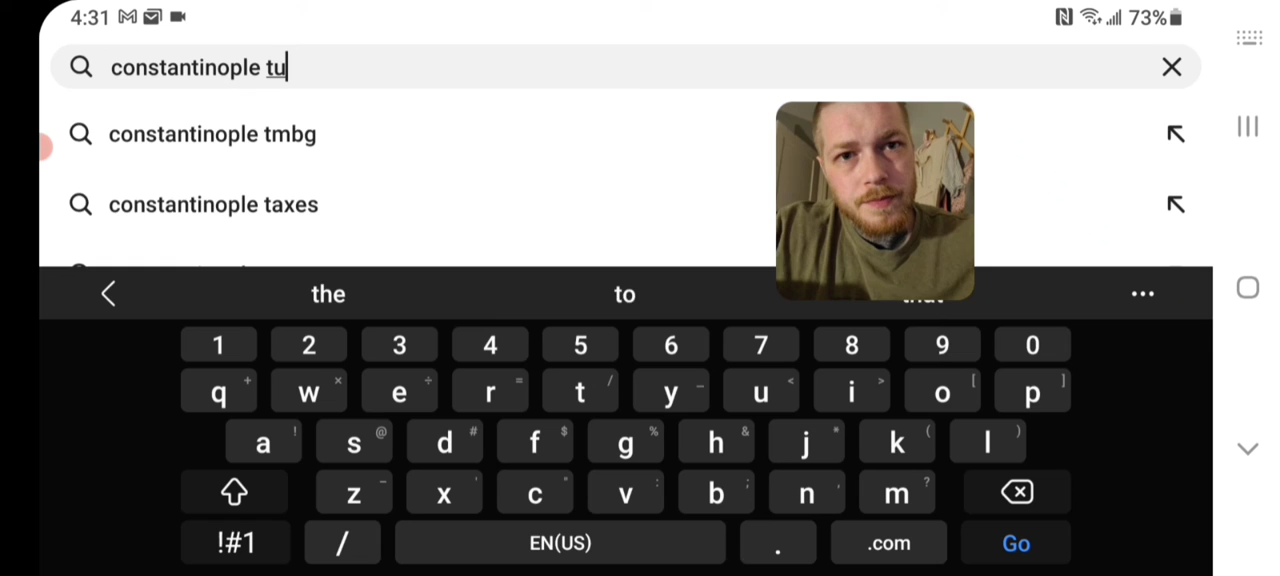 4:31 73%
constantinople tu
constantinople tmbg
constantinople taxes
the to
1 2 3 4 5 6 7 8 9 0
q + w × e ÷ r = t / y _ u < i > o [ p ]
a ! s @ d # f $ g % h & j * k ( l )
z - x ' c " v : b ; n , m ?
!#1 / EN(US) . .com Go